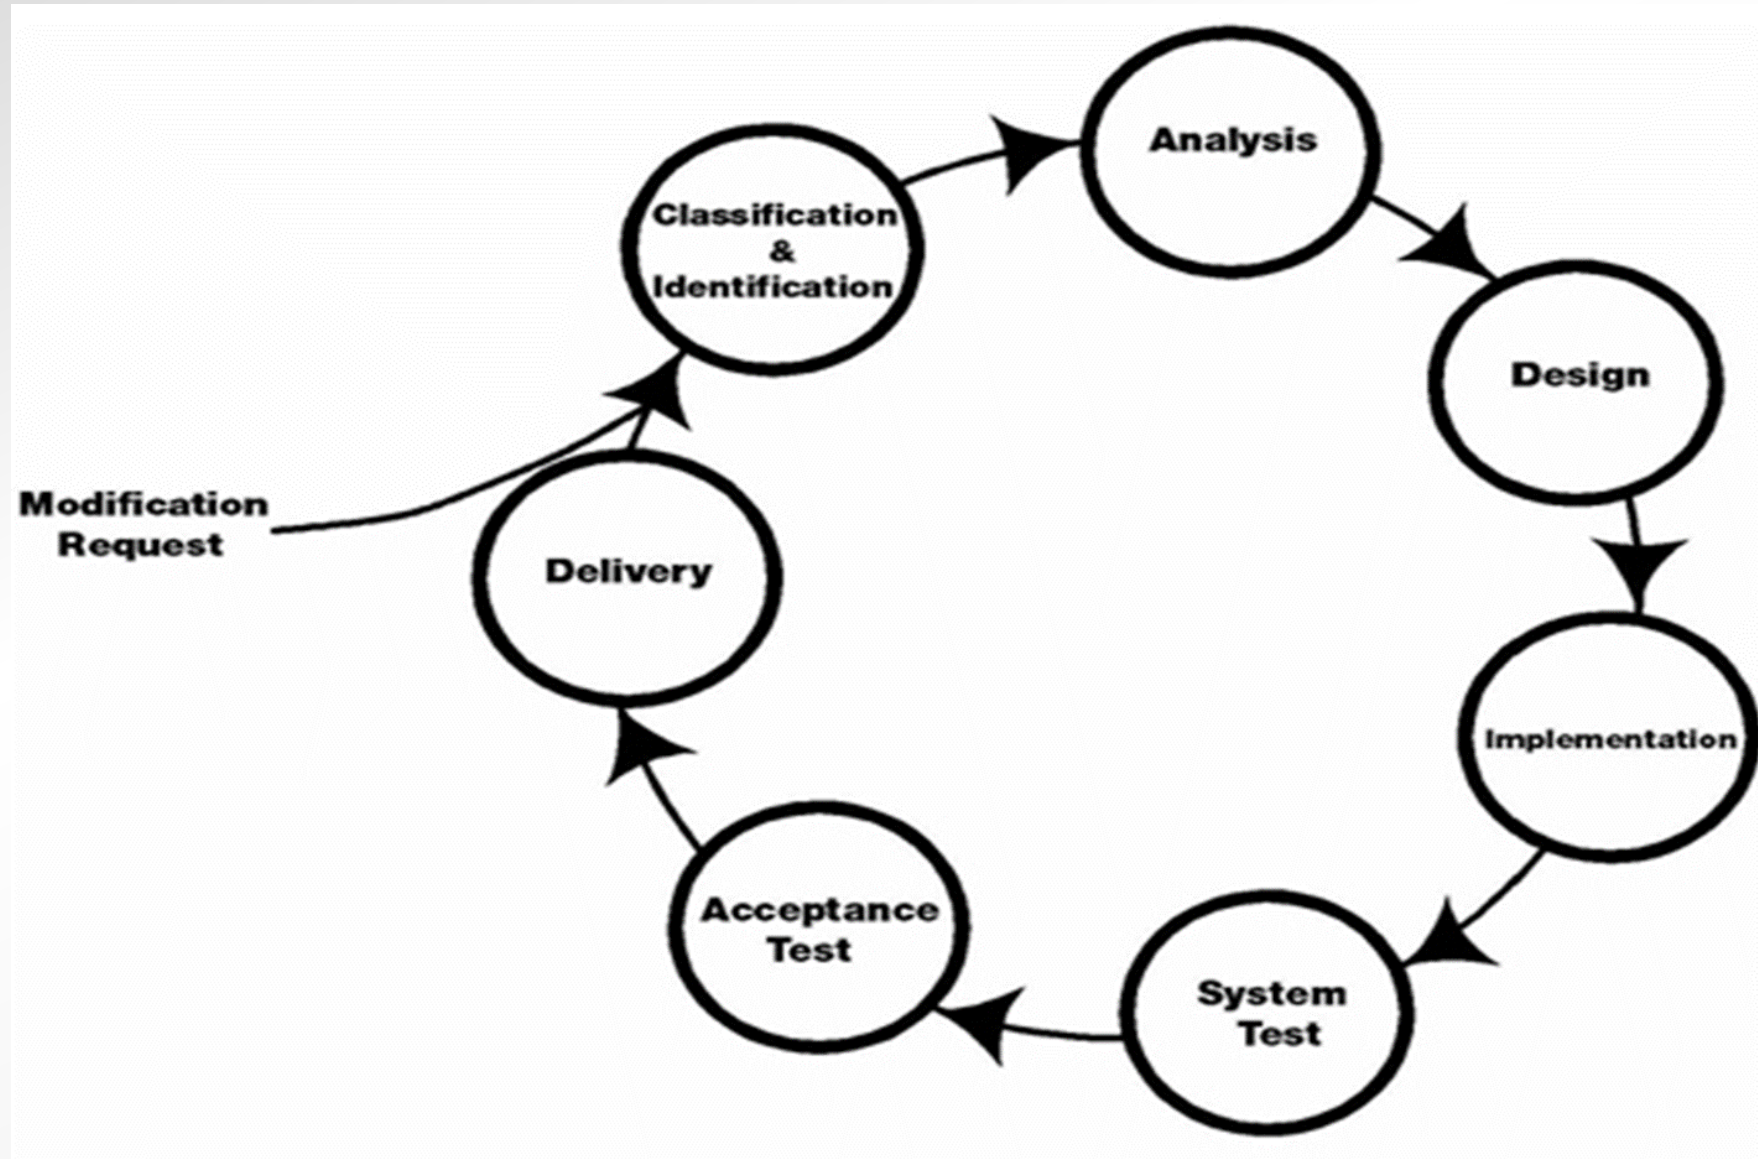 Analysis
Classification
&
Identification
Design
Modification
Request
Delivery
Implementation
Acceptance
Test
System
Test